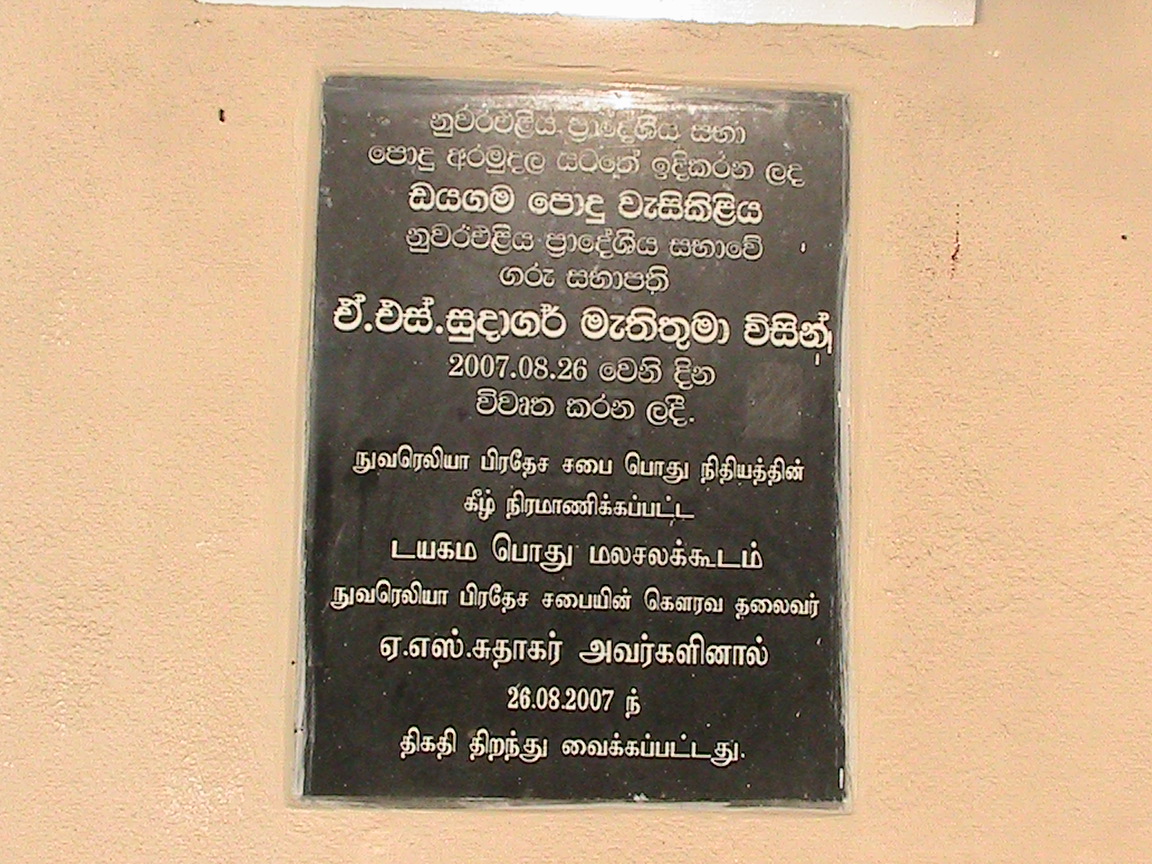 නුවරඑළිය ප්‍රාදේශීය සභා
පොදු අරමුදල යටතේ ඉදිකරන ලද
ඩයගම පොදු වැසිකිළිය
නුවරඑළිය ප්‍රාදේශීය සභාවේ
ගරු සභාපති
ඒ.එස්.සුදාගර් මැතිතුමා විසින්
2007.08.26 වෙනි දින
විවෘත කරන ලදී.
நுவரெலியா பிரதேச சபை பொது நிதியத்தின்
கீழ் நிரமாணிக்கப்பட்ட
டயகம பொது மலசலக்கூடம்
நுவரெலியா பிரதேச சபையின் கௌரவ தலைவர்
ஏ.எஸ்.சுதாகர் அவர்களினால்
26.08.2007 ந்
திகதி திறந்து வைக்கப்பட்டது.